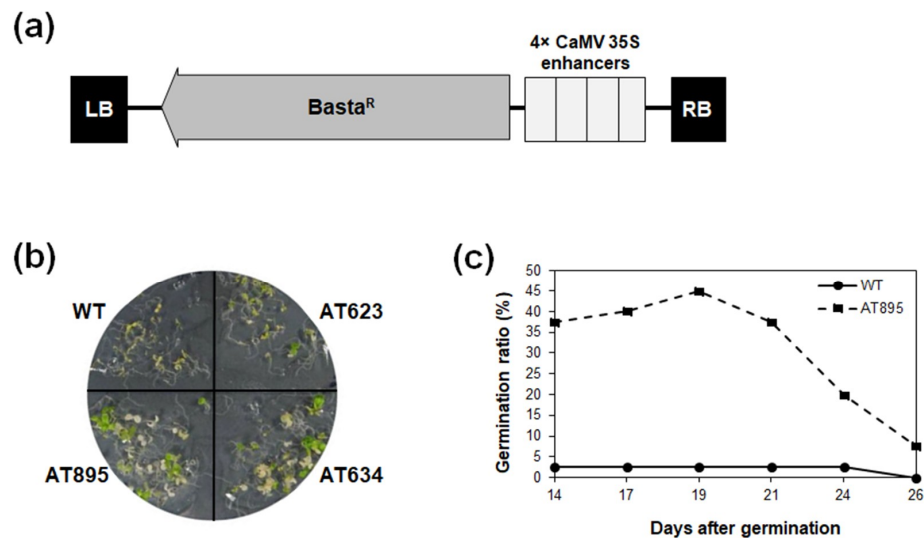 (a)
4× CaMV 35S
enhancers
LB
Basta^R
RB
(b)
WT
AT623
AT895
AT634
(c)
Germination ratio (%)
50
45
40
35
30
25
20
15
10
5
0
WT
AT895
14
17
19
21
24
26
Days after germination